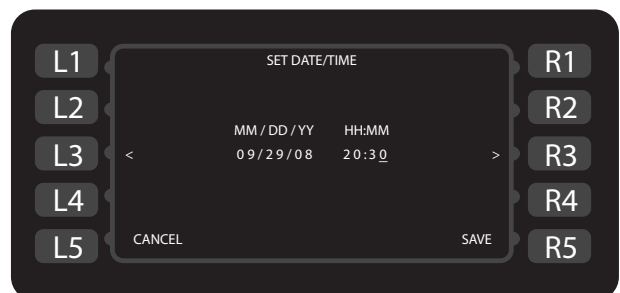 SET DATE/TIME
L1 R1
L2 R2
MM / DD / YY HH:MM
L3 < 09/29/08 20:30 > R3
L4 R4
L5 CANCEL SAVE R5